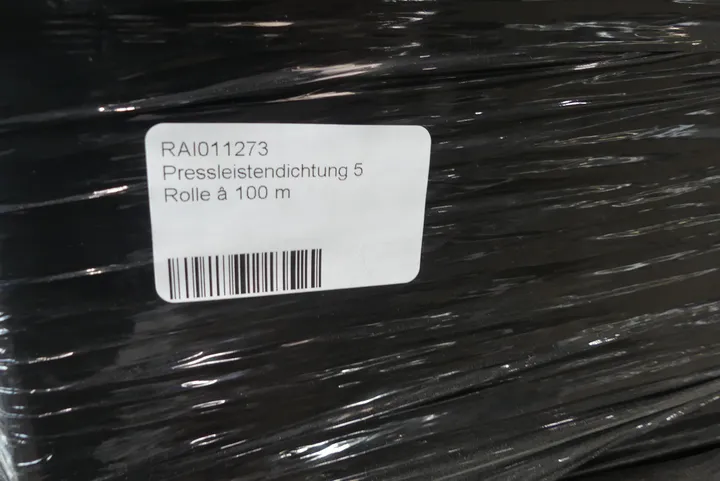 RAI011273
Pressleistendichtung 5
Rolle â 100 m